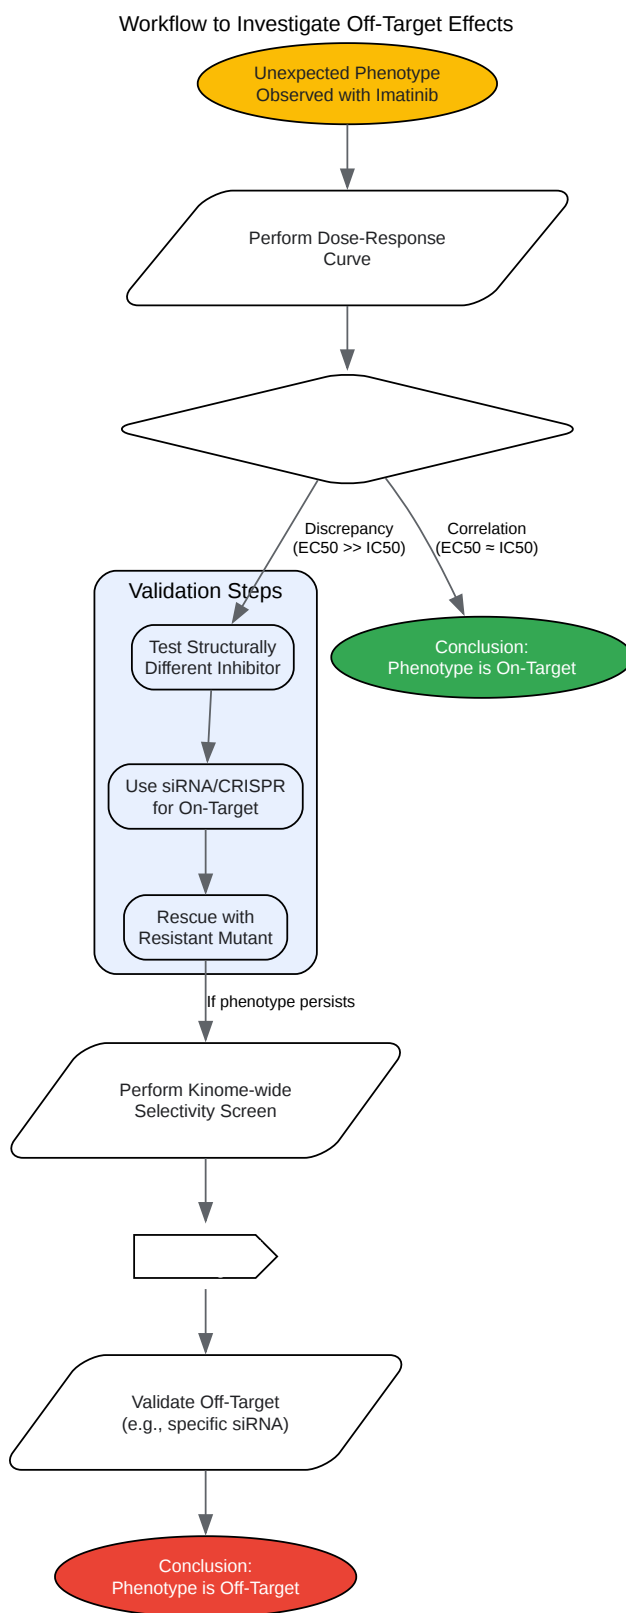 Workflow to Investigate Off-Target Effects
Unexpected Phenotype
Observed with Imatinib
Perform Dose-Response
Curve
Discrepancy
(EC50 >> IC50)
Correlation
(EC50 ≈ IC50)
Validation Steps
Test Structurally
Different Inhibitor
Conclusion:
Phenotype is On-Target
Use siRNA/CRISPR
for On-Target
Rescue with
Resistant Mutant
If phenotype persists
Perform Kinome-wide
Selectivity Screen
Validate Off-Target
(e.g., specific siRNA)
Conclusion:
Phenotype is Off-Target